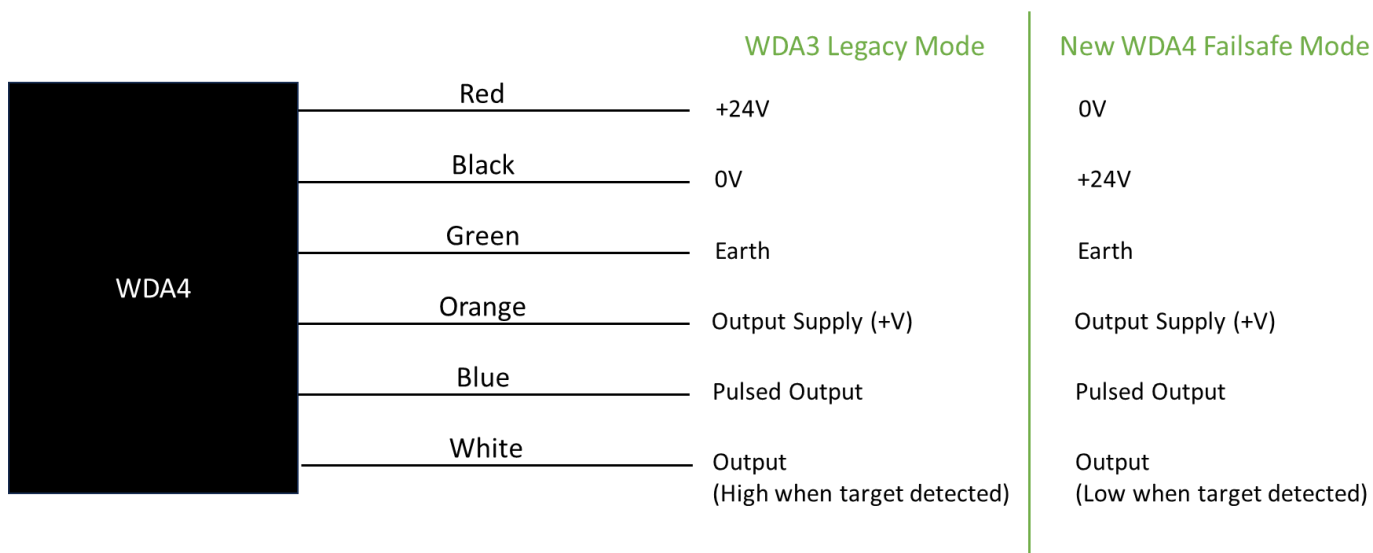 WDA3 Legacy Mode
New WDA4 Failsafe Mode
WDA4
Red
+24V
0V
Black
0V
+24V
Green
Earth
Earth
Orange
Output Supply (+V)
Output Supply (+V)
Blue
Pulsed Output
Pulsed Output
White
Output
(High when target detected)
Output
(Low when target detected)